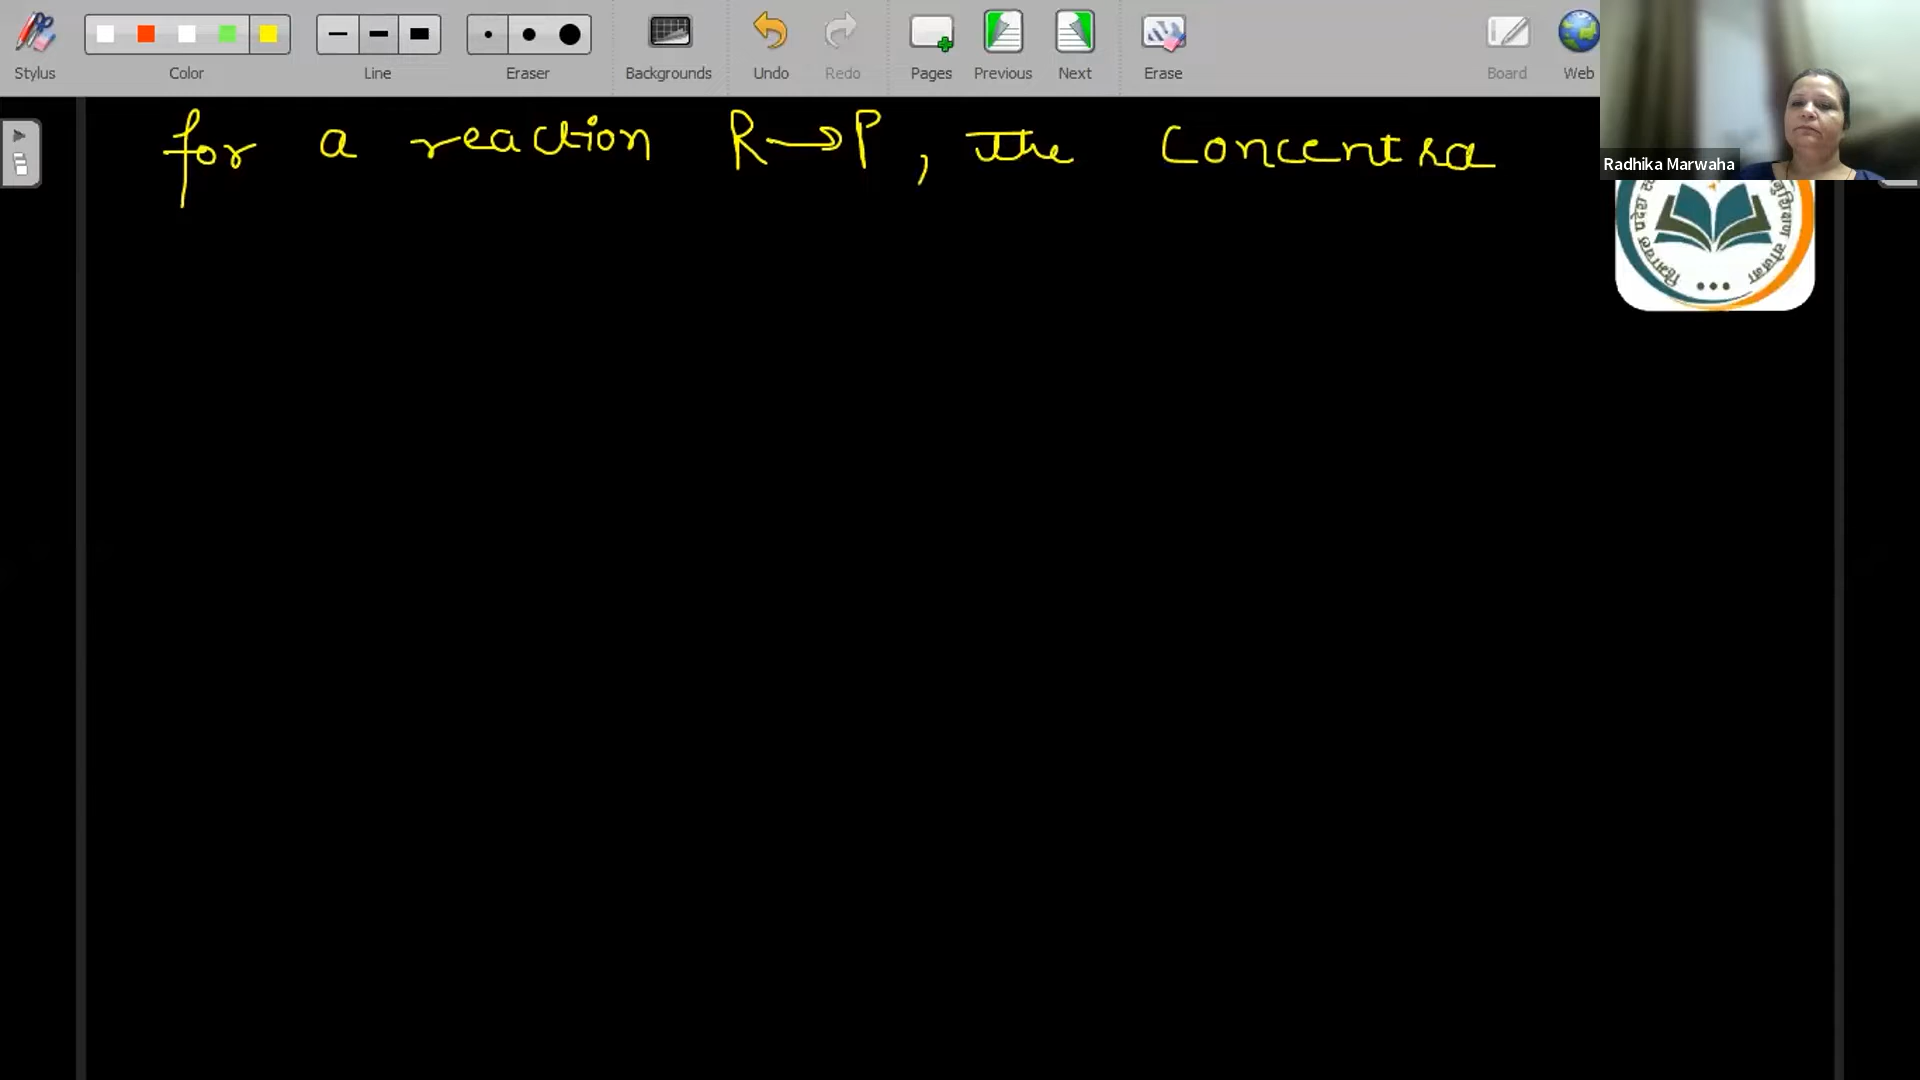 Stylus
Color
Line
Eraser
Backgrounds
Undo
Redo
Pages
Previous
Next
Erase
Board
Web
Radhika Marwaha
for a reaction R→P, the Concentra